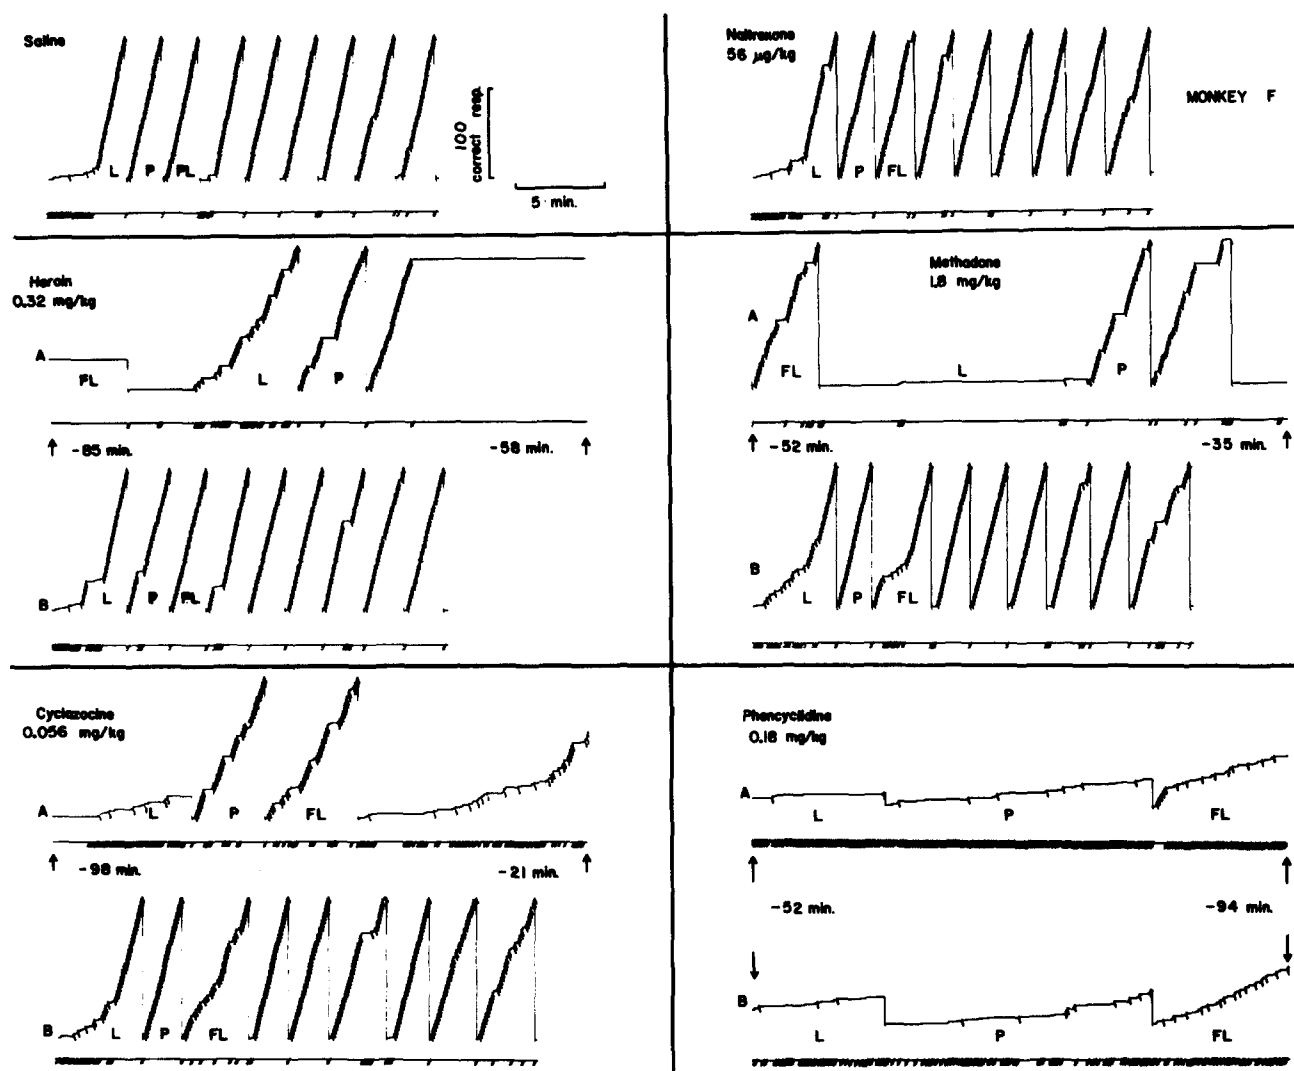 Saline
100
correct resp.
5 min.
L P FL
Naltrexone
56 µg/kg
MONKEY F
L P FL
Heroin
0.32 mg/kg
A
FL L P
-85 min. -58 min.
B
L P FL
Methadone
1.8 mg/kg
A
FL L P
-52 min. -35 min.
B
L P FL
Cyclazocine
0.056 mg/kg
A
L P FL
-98 min. -21 min.
B
L P FL
Phencyclidine
0.18 mg/kg
A
L P FL
-52 min. -94 min.
B
L P FL